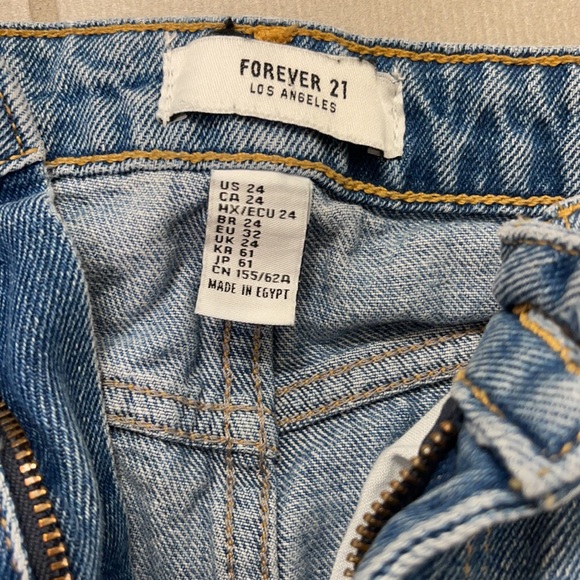 FOREVER 21
LOS ANGELES
US 24
CA 24
MX/ECU 24
BR 24
EU 32
UK 24
KR 61
JP 61
CN 155/62A
MADE IN EGYPT